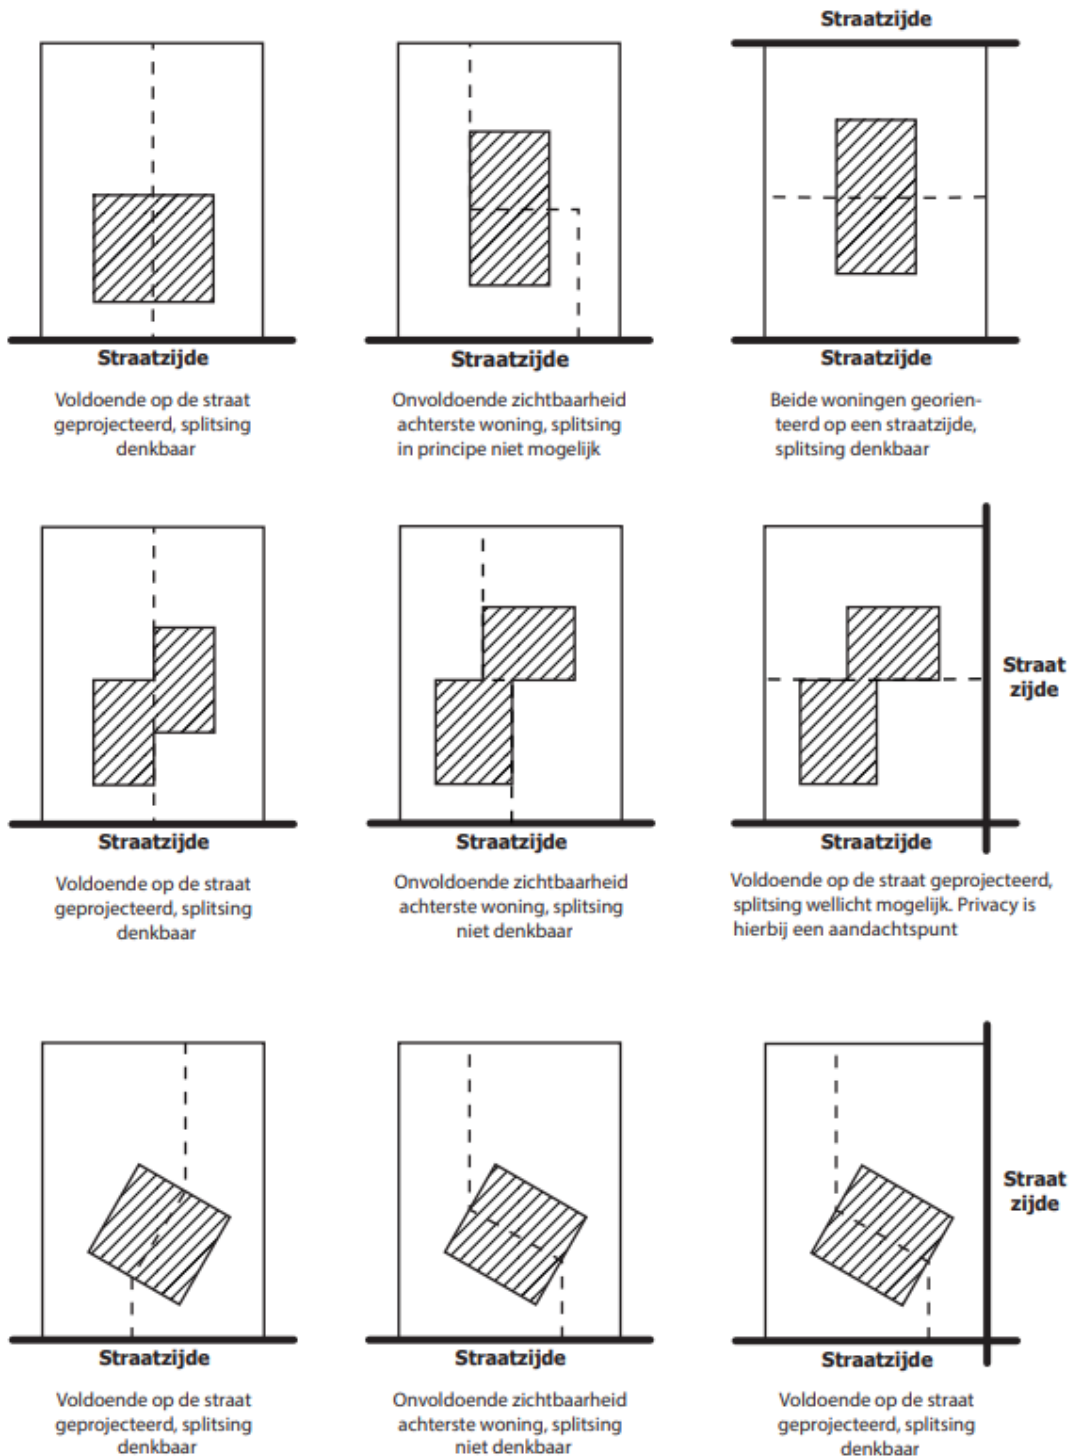 Straatzijde
Straatzijde
Straatzijde
Straatzijde
Voldoende op de straat
geprojecteerd, splitsing
denkbaar
Onvoldoende zichtbaarheid
achterste woning, splitsing
in principe niet mogelijk
Beide woningen georien-
teerd op een straatzijde,
splitsing denkbaar
Straat
zijde
Straatzijde
Straatzijde
Straatzijde
Voldoende op de straat
geprojecteerd, splitsing
denkbaar
Onvoldoende zichtbaarheid
achterste woning, splitsing
niet denkbaar
Voldoende op de straat geprojecteerd,
splitsing wellicht mogelijk. Privacy is
hierbij een aandachtspunt
Straat
zijde
Straatzijde
Straatzijde
Straatzijde
Voldoende op de straat
geprojecteerd, splitsing
denkbaar
Onvoldoende zichtbaarheid
achterste woning, splitsing
niet denkbaar
Voldoende op de straat
geprojecteerd, splitsing
denkbaar